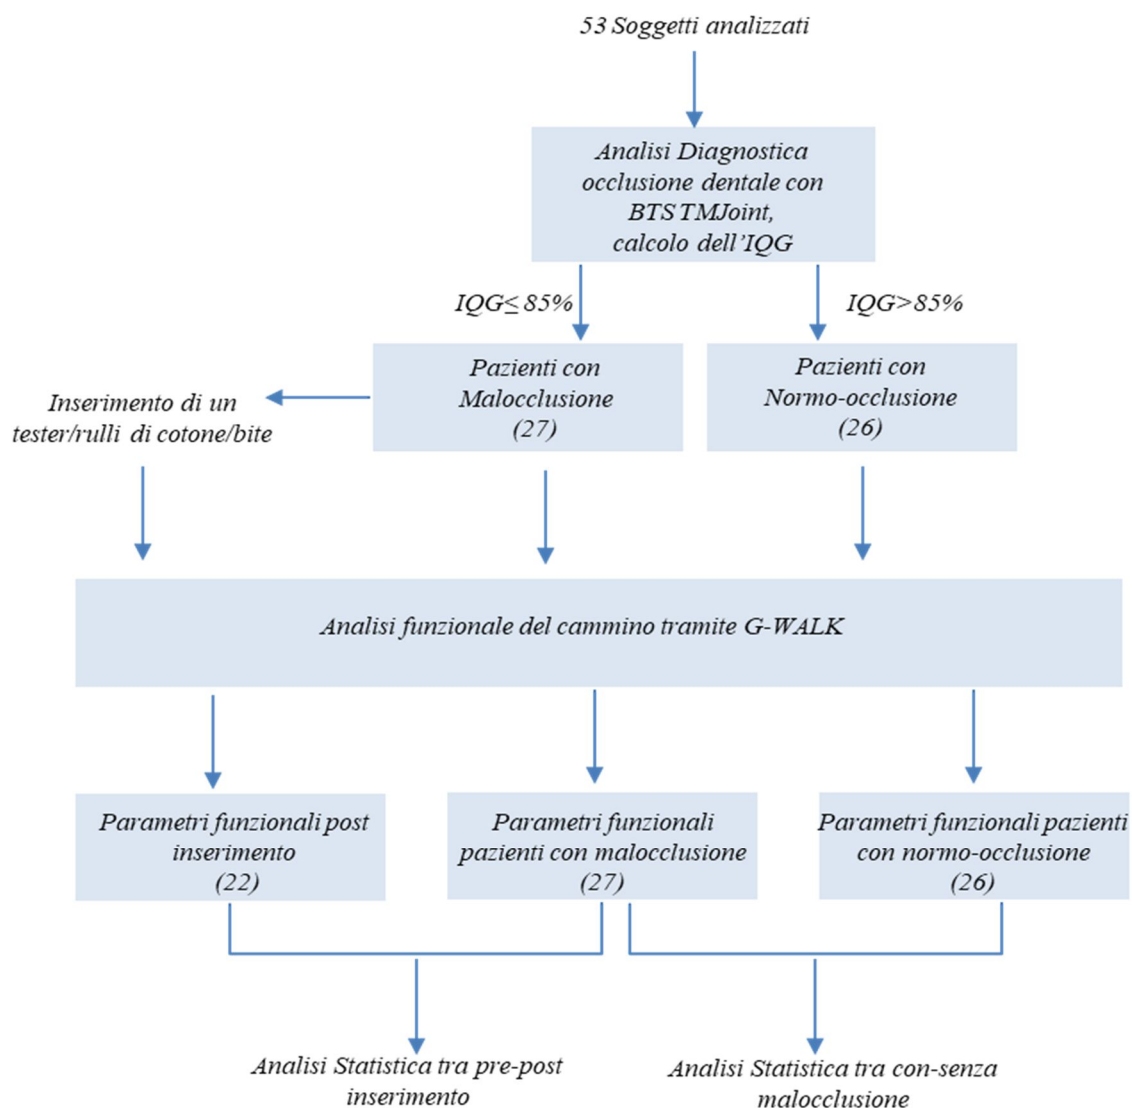 53 Soggetti analizzati
Analisi Diagnostica
occlusione dentale con
BTS TMJoint,
calcolo dell’IQG
IQG≤ 85%
IQG>85%
Pazienti con
Malocclusione
(27)
Pazienti con
Normo-occlusione
(26)
Inserimento di un
tester/rulli di cotone/bite
Analisi funzionale del cammino tramite G-WALK
Parametri funzionali post
inserimento
(22)
Parametri funzionali
pazienti con malocclusione
(27)
Parametri funzionali pazienti
con normo-occlusione
(26)
Analisi Statistica tra pre-post
inserimento
Analisi Statistica tra con-senza
malocclusione